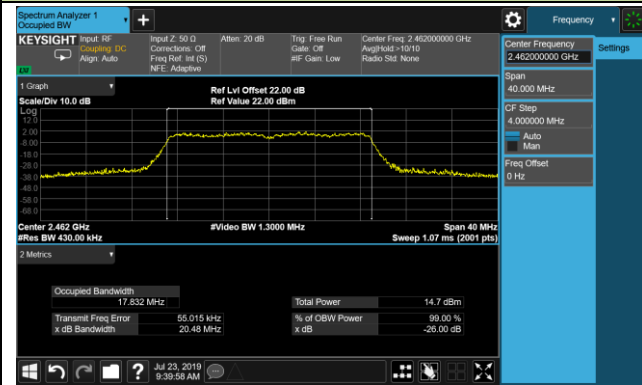 Spectrum Analyzer 1
Occupied BW
Frequency
KEYSIGHT Input: RF
Coupling: DC
Align: Auto
Input Z: 50 Ω
Corrections: Off
Freq Ref: Int (S)
NFE: Adaptive
Atten: 20 dB
Trig: Free Run
Gate: Off
#IF Gain: Low
Center Freq: 2.462000000 GHz
Avg|Hold:>10/10
Radio Std: None
Center Frequency
2.462000000 GHz
Settings
Span
40.000 MHz
CF Step
4.000000 MHz
Auto
Man
Freq Offset
0 Hz
1 Graph
Scale/Div 10.0 dB
Ref Lvl Offset 22.00 dB
Ref Value 22.00 dBm
Log
12.0
2.00
-8.00
-18.0
-28.0
-38.0
-48.0
-58.0
-68.0
Center 2.462 GHz
#Res BW 430.00 kHz
#Video BW 1.3000 MHz
Span 40 MHz
Sweep 1.07 ms (2001 pts)
2 Metrics
Occupied Bandwidth
17.832 MHz
Total Power 14.7 dBm
Transmit Freq Error 55.015 kHz
% of OBW Power 99.00 %
x dB Bandwidth 20.48 MHz
x dB -26.00 dB
?
Jul 23, 2019
9:39:58 AM